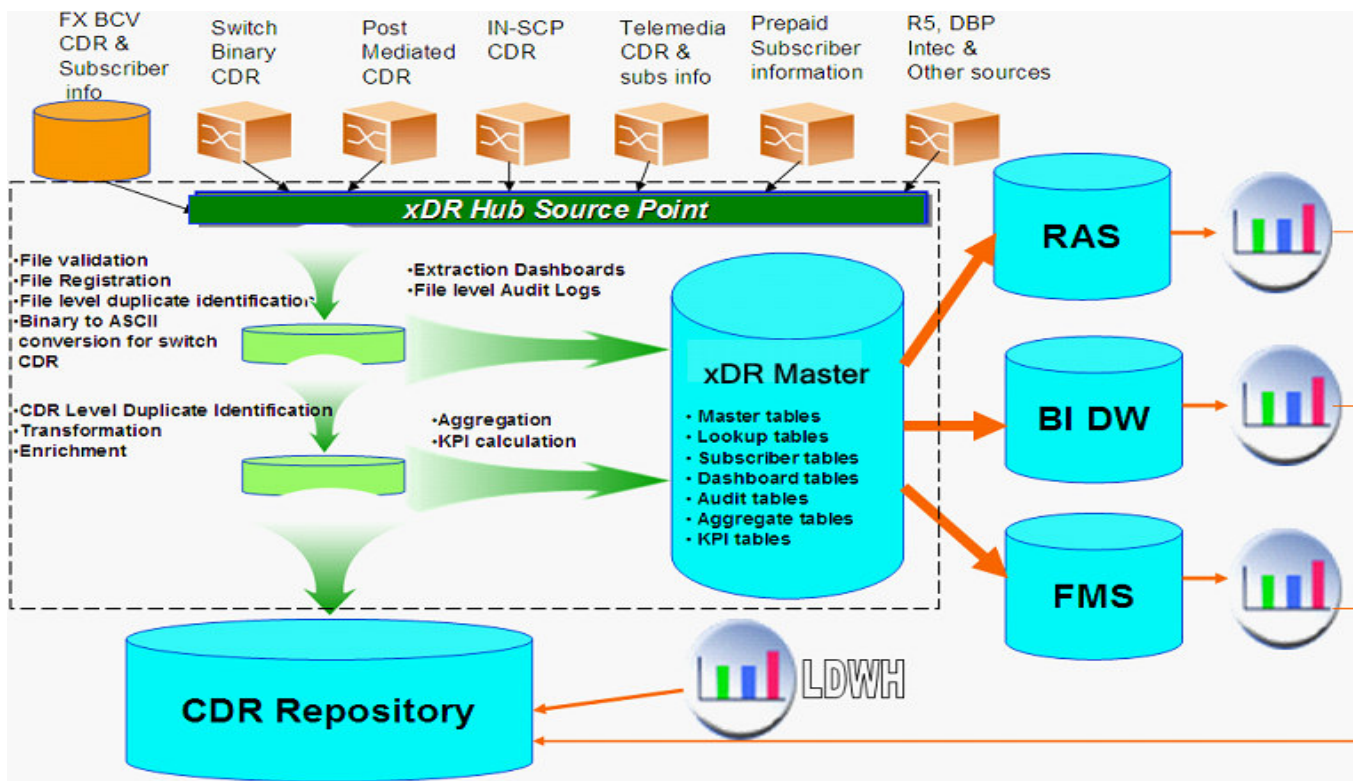 FX BCV
CDR &
Subscriber
info
Switch
Binary
CDR
Post
Mediated
CDR
IN-SCP
CDR
Telemedia
CDR &
subs info
Prepaid
Subscriber
information
R5, DBP
Intec &
Other sources
xDR Hub Source Point
•File validation
•File Registration
•File level duplicate identification
•Binary to ASCII
conversion for switch
CDR
•Extraction Dashboards
•File level Audit Logs
•CDR Level Duplicate Identification
•Transformation
•Enrichment
•Aggregation
•KPI calculation
xDR Master
• Master tables
• Lookup tables
• Subscriber tables
• Dashboard tables
• Audit tables
• Aggregate tables
• KPI tables
RAS
BI DW
FMS
CDR Repository
LDWH